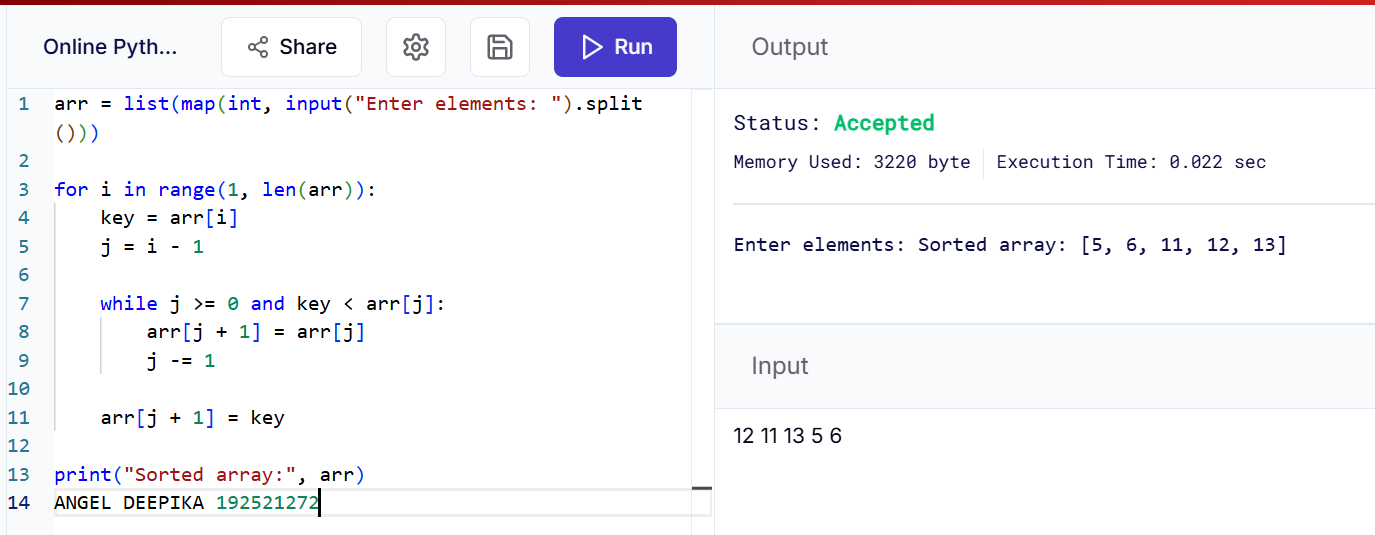 Online Pyth...
Share
Run
1 arr = list(map(int, input("Enter elements: ").split
()))
2
3 for i in range(1, len(arr)):
4     key = arr[i]
5     j = i - 1
6
7     while j >= 0 and key < arr[j]:
8         arr[j + 1] = arr[j]
9         j -= 1
10
11     arr[j + 1] = key
12
13 print("Sorted array:", arr)
14 ANGEL DEEPIKA 192521272
Output
Status: Accepted
Memory Used: 3220 byte Execution Time: 0.022 sec
Enter elements: Sorted array: [5, 6, 11, 12, 13]
Input
12 11 13 5 6